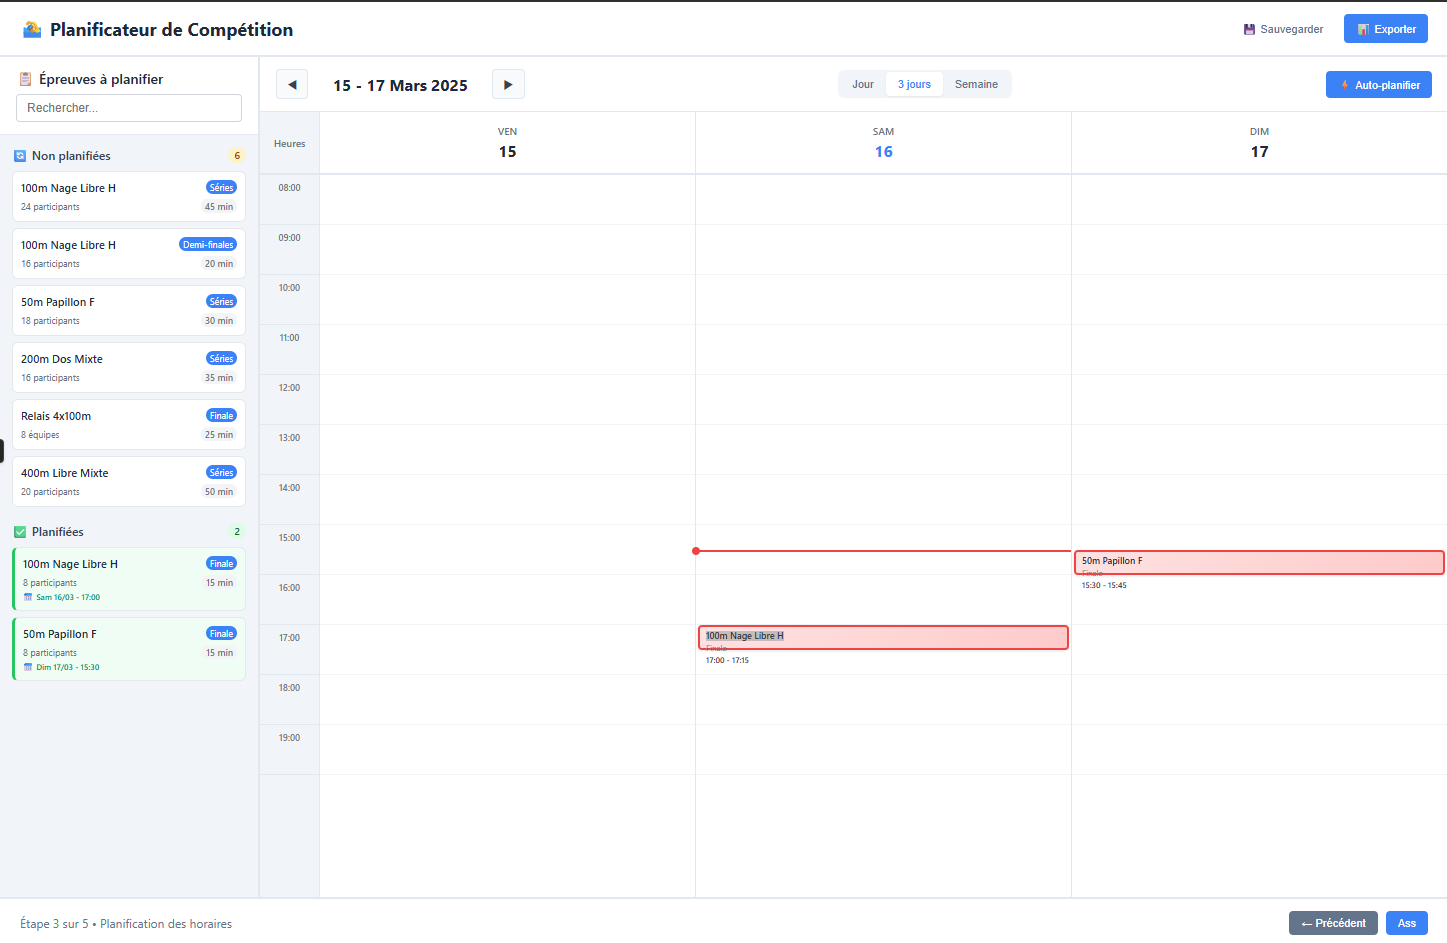 Planificateur de Compétition
Sauvegarder
Exporter
Épreuves à planifier
Rechercher...
15 - 17 Mars 2025
Jour
3 jours
Semaine
Auto-planifier
Non planifiées
6
100m Nage Libre H
Séries
24 participants
45 min
100m Nage Libre H
Demi-finales
16 participants
20 min
50m Papillon F
Séries
18 participants
30 min
200m Dos Mixte
Séries
16 participants
35 min
Relais 4x100m
Finale
8 équipes
25 min
400m Libre Mixte
Séries
20 participants
50 min
Planifiées
2
100m Nage Libre H
Finale
8 participants
15 min
Sam 16/03 - 17:00
50m Papillon F
Finale
8 participants
15 min
Dim 17/03 - 15:30
Heures
VEN
15
SAM
16
DIM
17
08:00
09:00
10:00
11:00
12:00
13:00
14:00
15:00
16:00
17:00
18:00
19:00
50m Papillon F
Finale
15:30 - 15:45
100m Nage Libre H
Finale
17:00 - 17:15
Étape 3 sur 5 • Planification des horaires
← Précédent
Ass